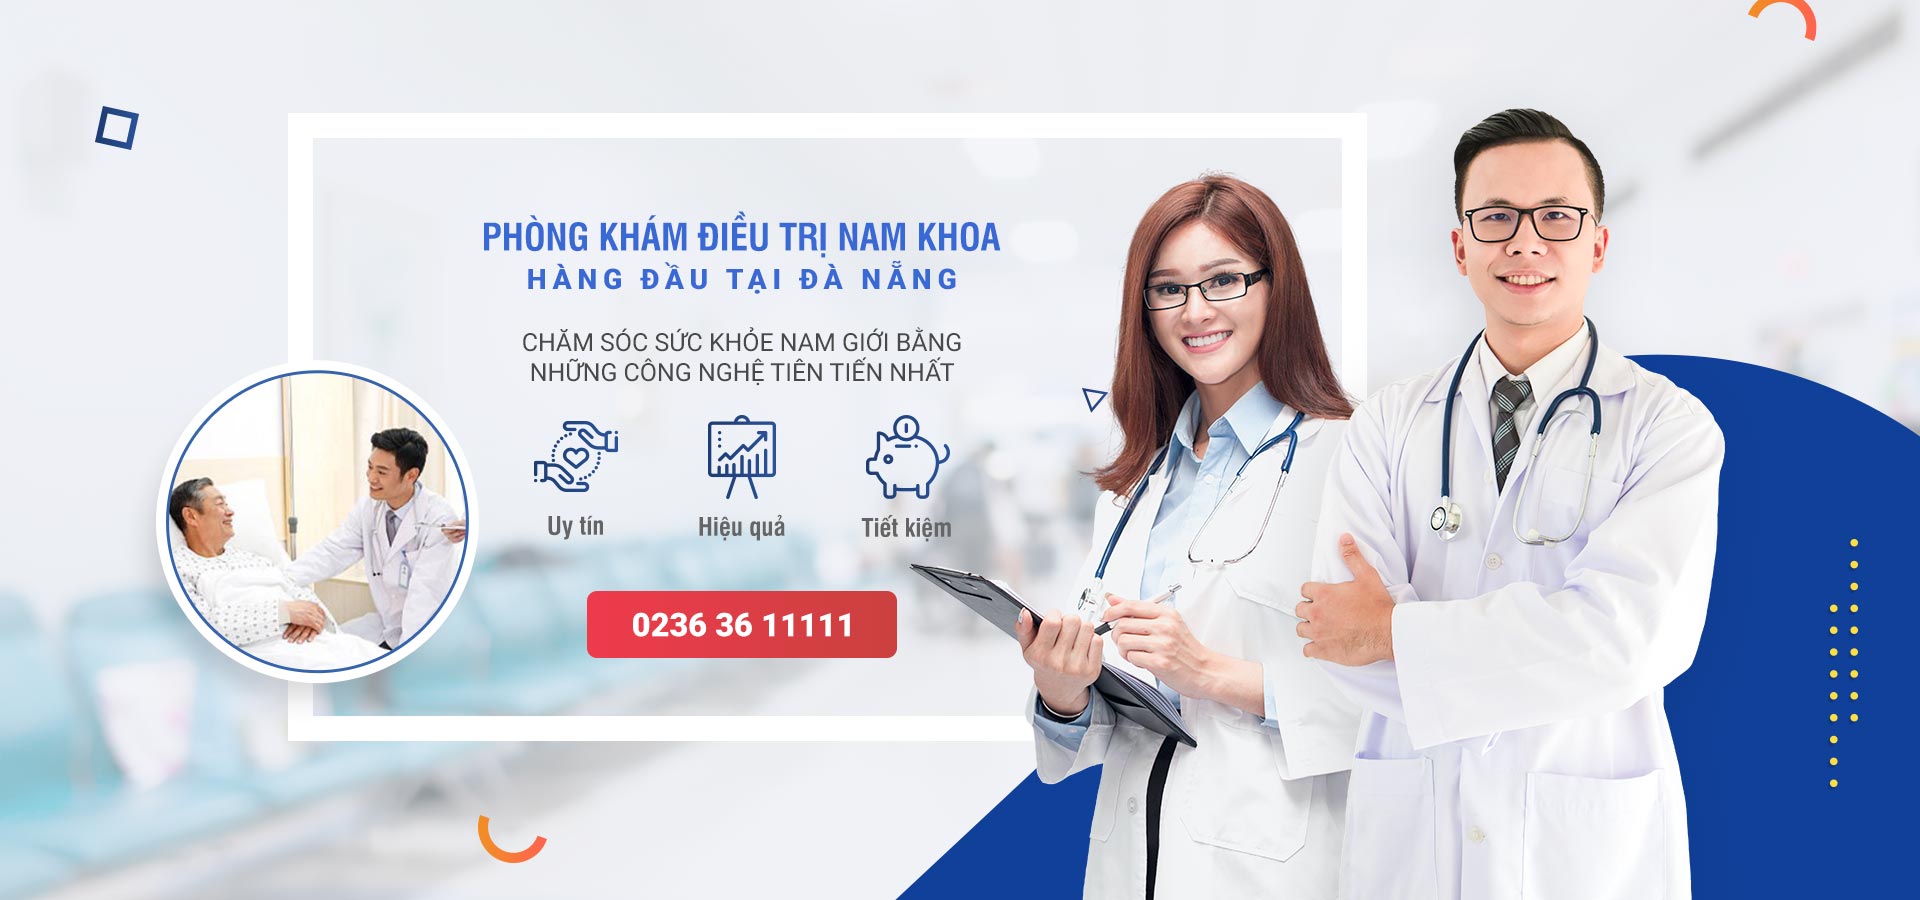 PHÒNG KHÁM ĐIỀU TRỊ NAM KHOA
HÀNG ĐẦU TẠI ĐÀ NẴNG
CHĂM SÓC SỨC KHỎE NAM GIỚI BẰNG
NHỮNG CÔNG NGHỆ TIÊN TIẾN NHẤT
Uy tín
Hiệu quả
Tiết kiệm
0236 36 11111